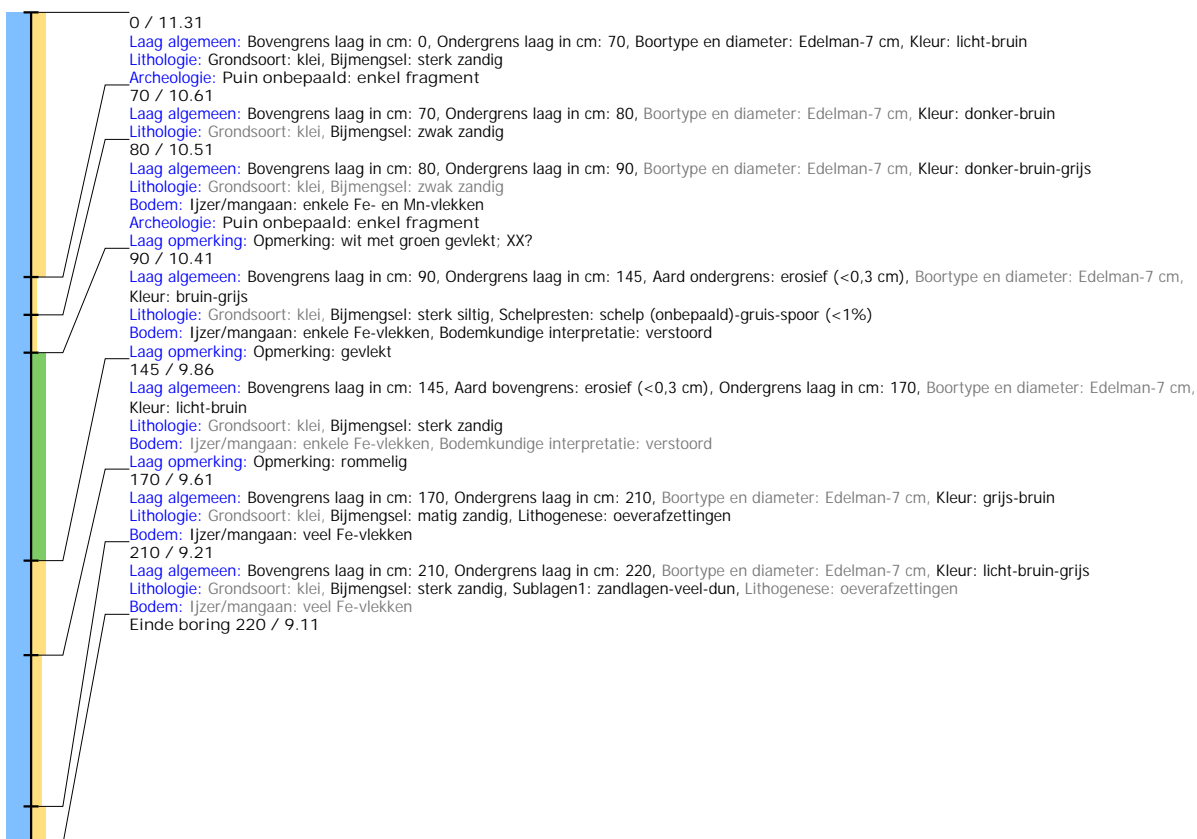 0 / 11.31
Laag algemeen: Bovengrens laag in cm: 0, Ondergrens laag in cm: 70, Boortype en diameter: Edelman-7 cm, Kleur: licht-bruin
Lithologie: Grondsoort: klei, Bijmengsel: sterk zandig
Archeologie: Puin onbepaald: enkel fragment
70 / 10.61
Laag algemeen: Bovengrens laag in cm: 70, Ondergrens laag in cm: 80, Boortype en diameter: Edelman-7 cm, Kleur: donker-bruin
Lithologie: Grondsoort: klei, Bijmengsel: zwak zandig
80 / 10.51
Laag algemeen: Bovengrens laag in cm: 80, Ondergrens laag in cm: 90, Boortype en diameter: Edelman-7 cm, Kleur: donker-bruin-grijs
Lithologie: Grondsoort: klei, Bijmengsel: zwak zandig
Bodem: Ijzer/mangaan: enkele Fe- en Mn-vlekken
Archeologie: Puin onbepaald: enkel fragment
Laag opmerking: Opmerking: wit met groen gevlekt; XX?
90 / 10.41
Laag algemeen: Bovengrens laag in cm: 90, Ondergrens laag in cm: 145, Aard ondergrens: erosief (<0,3 cm), Boortype en diameter: Edelman-7 cm,
Kleur: bruin-grijs
Lithologie: Grondsoort: klei, Bijmengsel: sterk siltig, Schelpresten: schelp (onbepaald)-gruis-spoor (<1%)
Bodem: Ijzer/mangaan: enkele Fe-vlekken, Bodemkundige interpretatie: verstoord
Laag opmerking: Opmerking: gevlekt
145 / 9.86
Laag algemeen: Bovengrens laag in cm: 145, Aard bovengrens: erosief (<0,3 cm), Ondergrens laag in cm: 170, Boortype en diameter: Edelman-7 cm,
Kleur: licht-bruin
Lithologie: Grondsoort: klei, Bijmengsel: sterk zandig
Bodem: Ijzer/mangaan: enkele Fe-vlekken, Bodemkundige interpretatie: verstoord
Laag opmerking: Opmerking: rommelig
170 / 9.61
Laag algemeen: Bovengrens laag in cm: 170, Ondergrens laag in cm: 210, Boortype en diameter: Edelman-7 cm, Kleur: grijs-bruin
Lithologie: Grondsoort: klei, Bijmengsel: matig zandig, Lithogenese: oeverafzettingen
Bodem: Ijzer/mangaan: veel Fe-vlekken
210 / 9.21
Laag algemeen: Bovengrens laag in cm: 210, Ondergrens laag in cm: 220, Boortype en diameter: Edelman-7 cm, Kleur: licht-bruin-grijs
Lithologie: Grondsoort: klei, Bijmengsel: sterk zandig, Sublagen1: zandlagen-veel-dun, Lithogenese: oeverafzettingen
Bodem: Ijzer/mangaan: veel Fe-vlekken
Einde boring 220 / 9.11